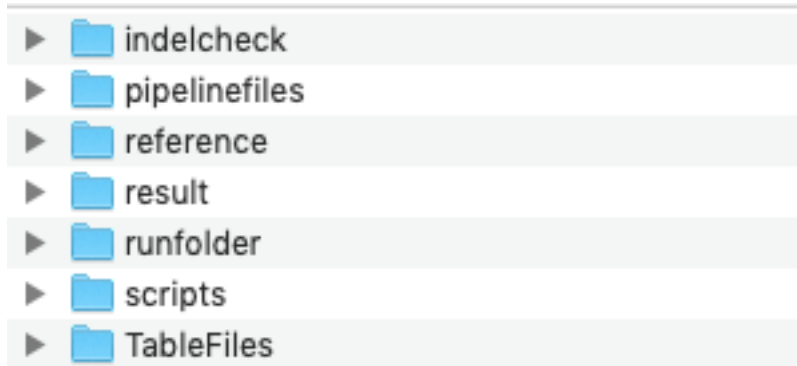 indelcheck
pipelinefiles
reference
result
runfolder
scripts
TableFiles